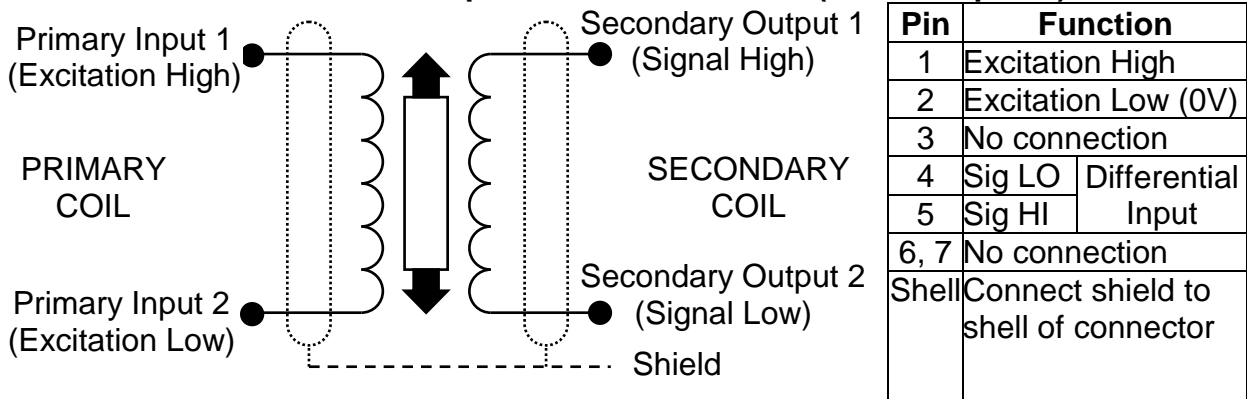 Primary Input 1
(Excitation High)
Secondary Output 1
(Signal High)
PRIMARY
COIL
SECONDARY
COIL
Primary Input 2
(Excitation Low)
Secondary Output 2
(Signal Low)
Shield
Pin Function
1 Excitation High
2 Excitation Low (0V)
3 No connection
4 Sig LO Differential
5 Sig HI Input
6, 7 No connection
Shell Connect shield to
shell of connector